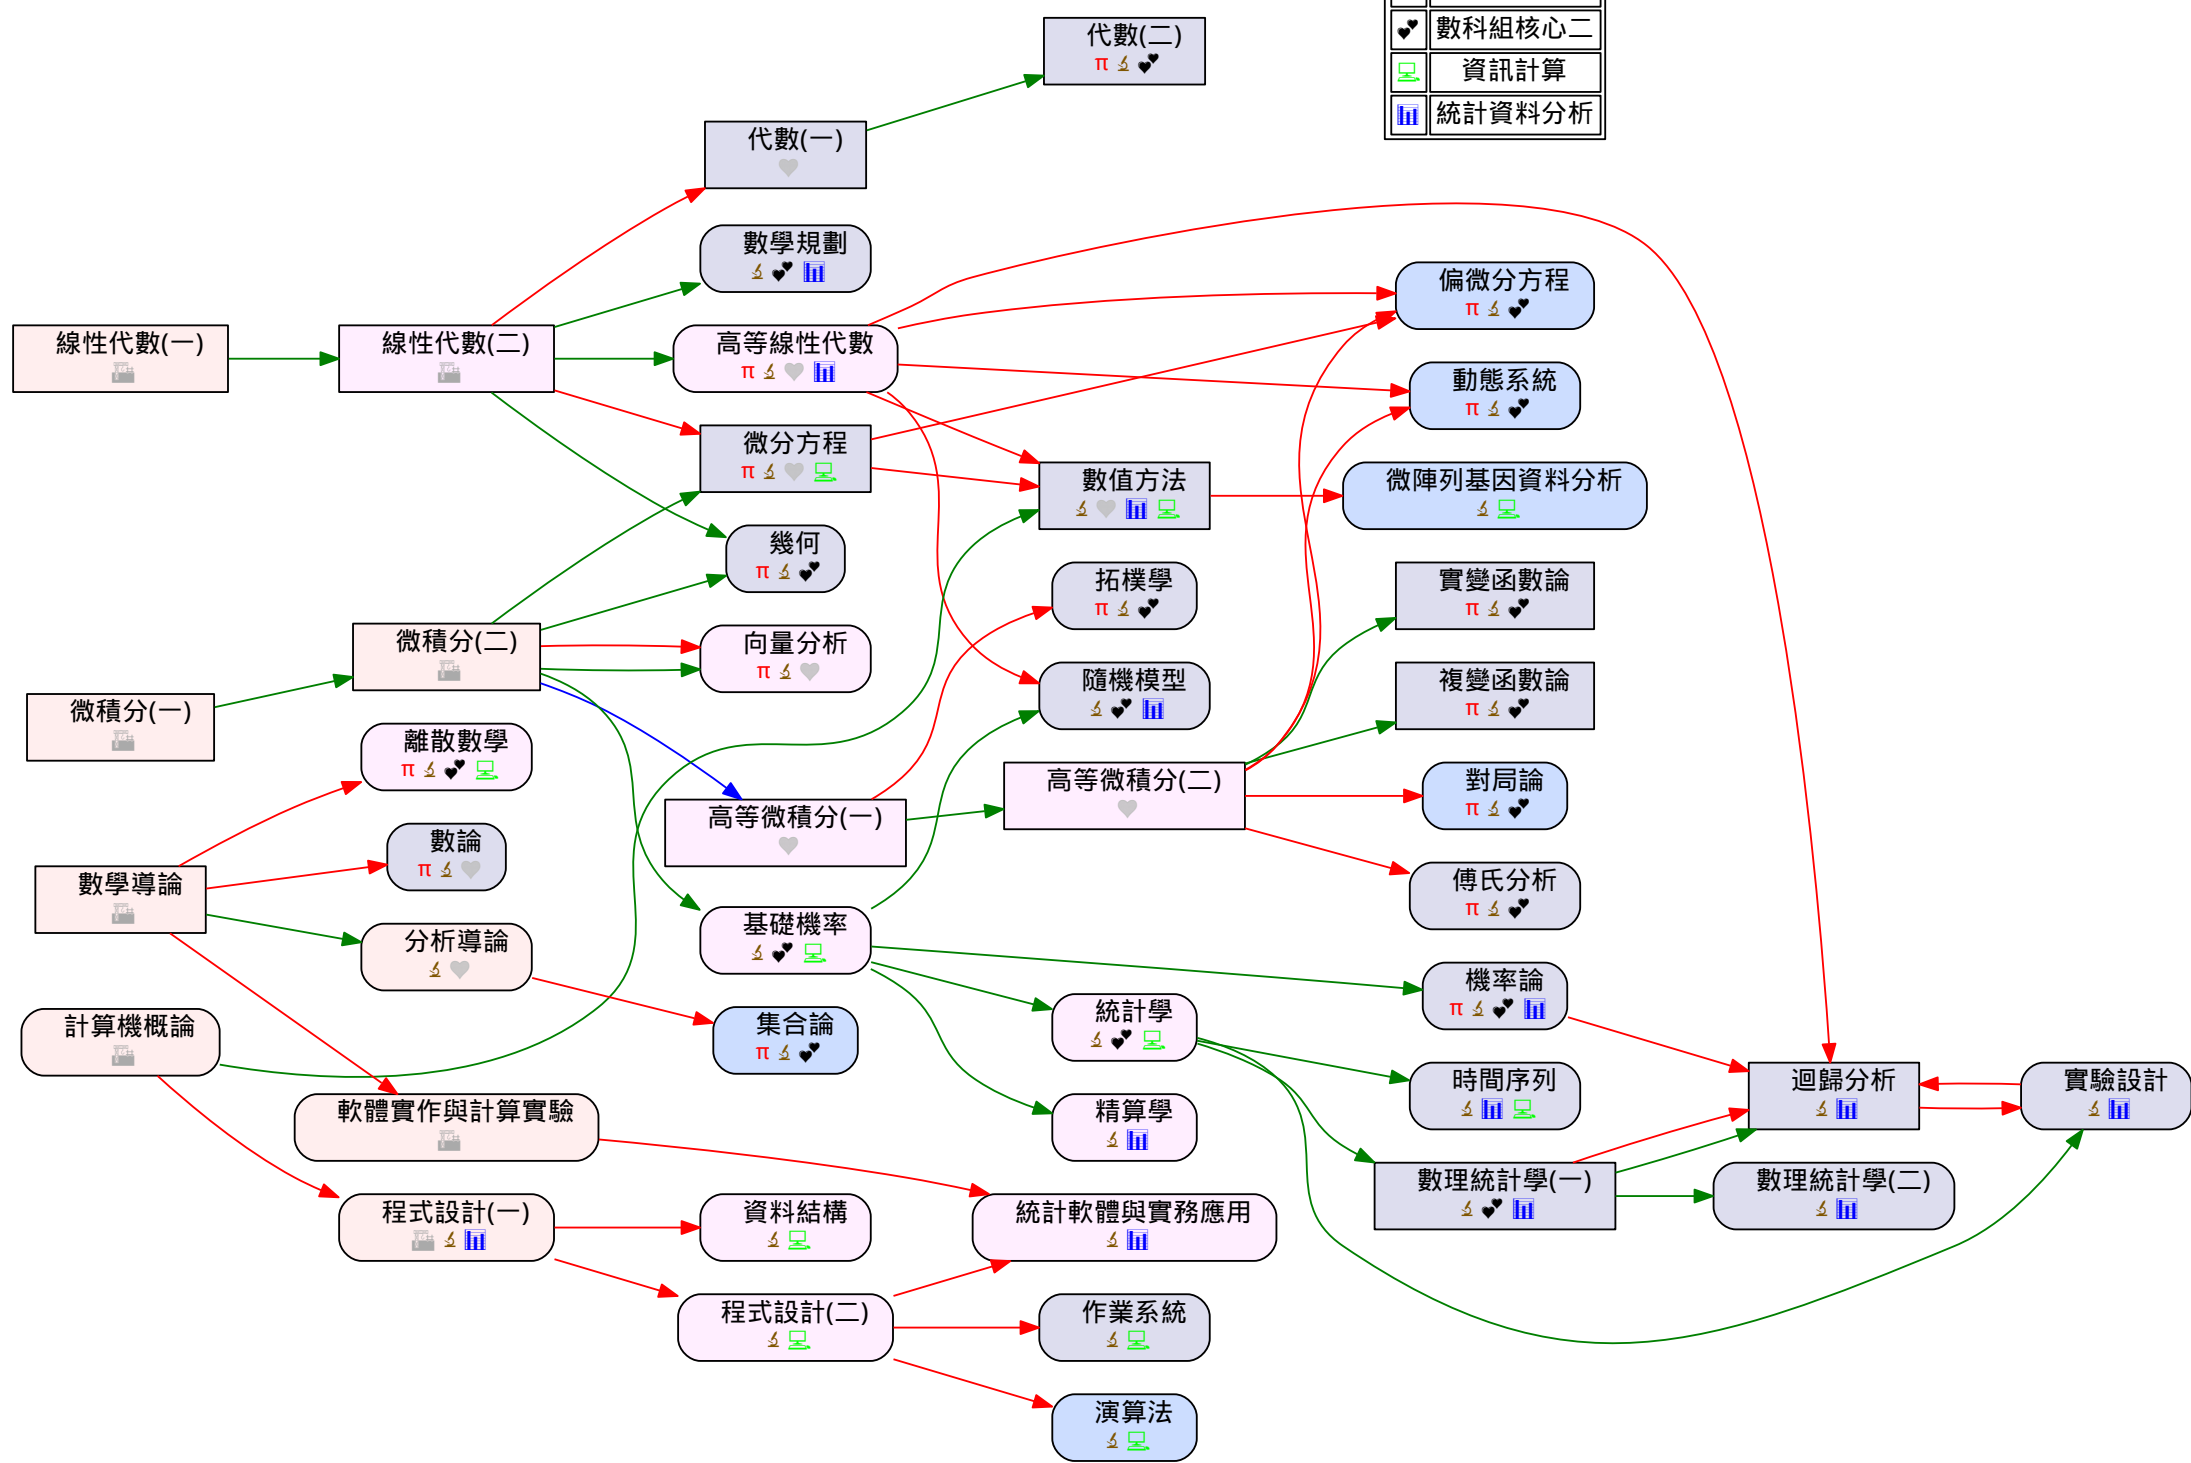 數科組核心二
資訊計算
統計資料分析
代數(二)
π
代數(一)
數學規劃
線性代數(一)
線性代數(二)
高等線性代數
π
偏微分方程
π
動態系統
π
微分方程
π
數值方法
微陣列基因資料分析
幾何
π
拓樸學
π
實變函數論
π
微積分(一)
微積分(二)
向量分析
π
隨機模型
複變函數論
π
離散數學
π
高等微積分(一)
高等微積分(二)
對局論
π
數學導論
數論
π
傅氏分析
π
分析導論
基礎機率
機率論
π
計算機概論
集合論
π
統計學
時間序列
迴歸分析
實驗設計
軟體實作與計算實驗
精算學
數理統計學(一)
數理統計學(二)
程式設計(一)
資料結構
統計軟體與實務應用
程式設計(二)
作業系統
演算法